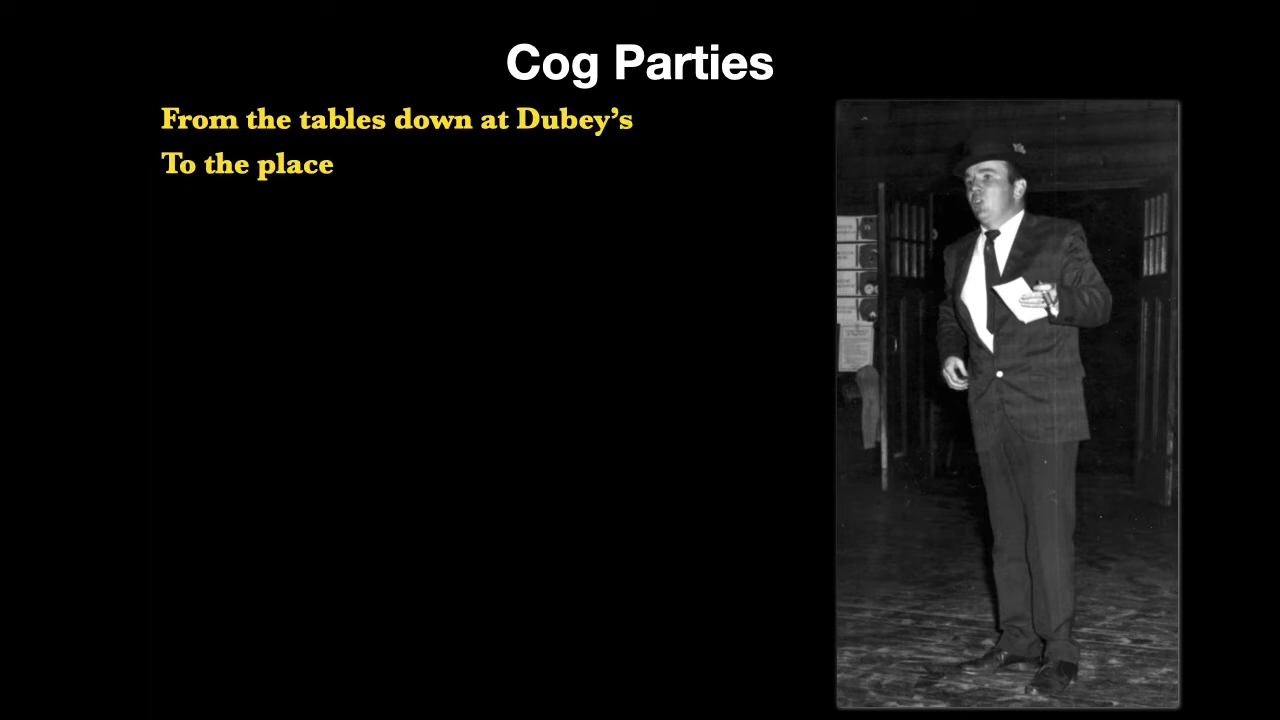 Cog Parties
From the tables down at Dubey’s
To the place